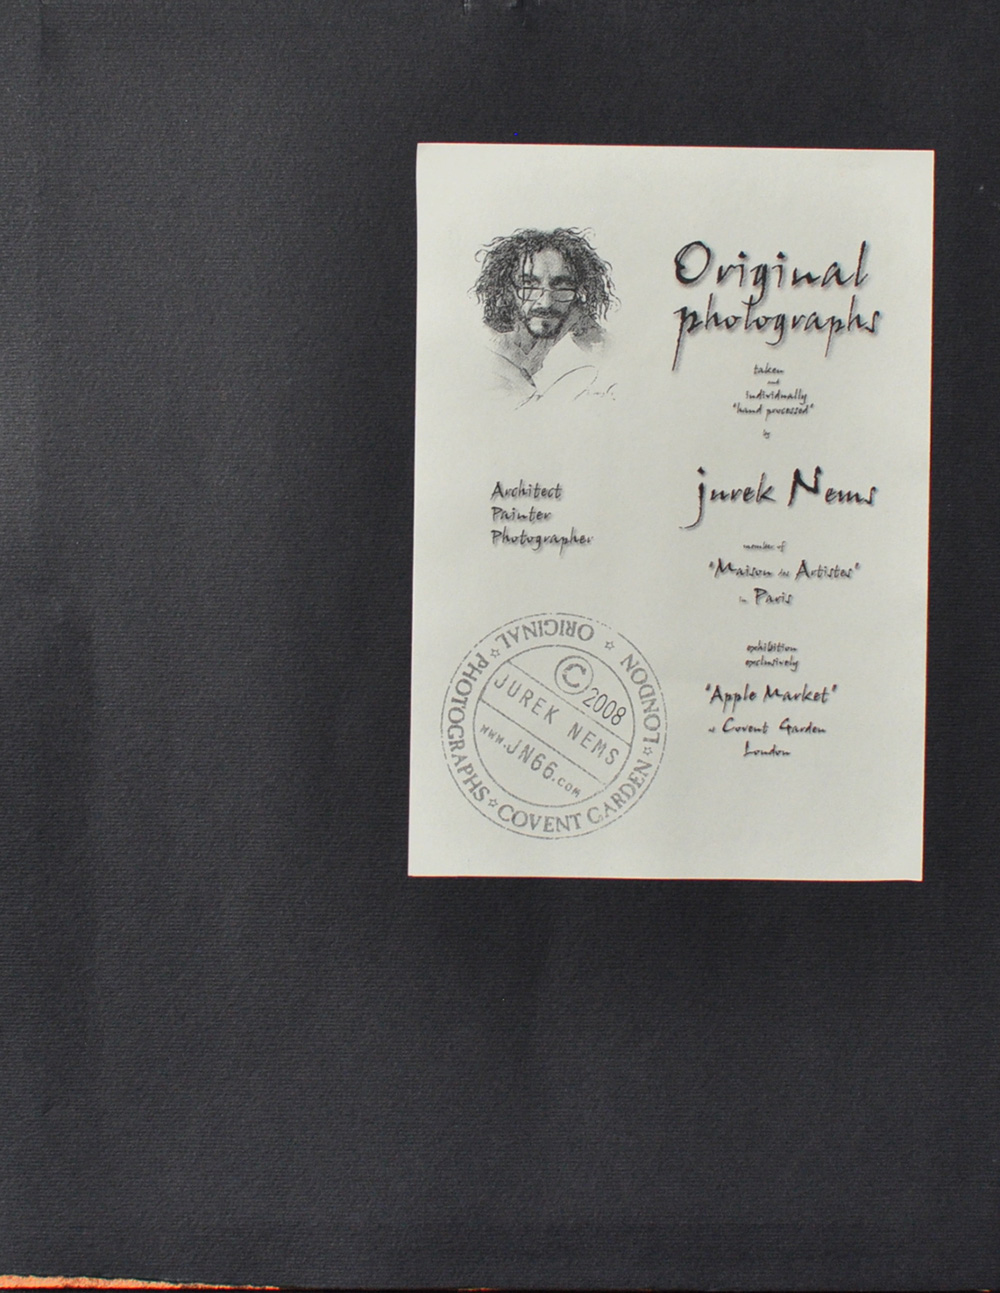 Original
photographs
taken
and
individually
"hand processed"
by
jurek Nems
member of
"Maison des Artistes"
in Paris
exhibition
exclusively
"Apple Market"
at Covent Garden
London
Architect
Painter
Photographer
ORIGINAL ☆ PHOTOGRAPHS ☆ COVENT GARDEN ☆ LONDON ☆
© 2008
JUREK NEMS
www.JN66.com